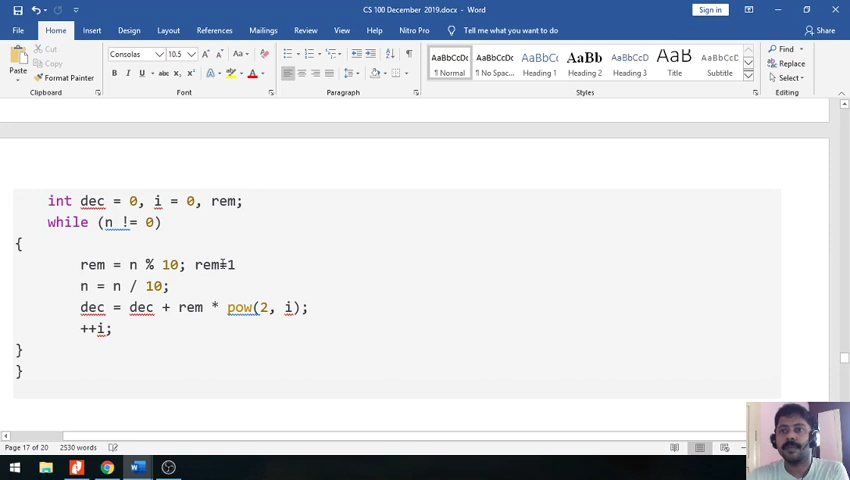 CS 100 December 2019.docx - Word
Sign in
File Home Insert Draw Design Layout References Mailings Review View Help Nitro Pro Tell me what you want to do Share
Paste
Cut
Copy
Format Painter
Consolas 10.5
Find
Replace
Select
AaBbCcDc AaBbCcDc AaBbCc AaBb AaBbCcD AaB AaBbCcD
¶ Normal ¶ No Spac... Heading 1 Heading 2 Heading 3 Title Subtitle
Clipboard Font Paragraph Styles Editing
int dec = 0, i = 0, rem;
while (n != 0)
{
rem = n % 10; rem=1
n = n / 10;
dec = dec + rem * pow(2, i);
++i;
}
}
Page 17 of 20 2530 words